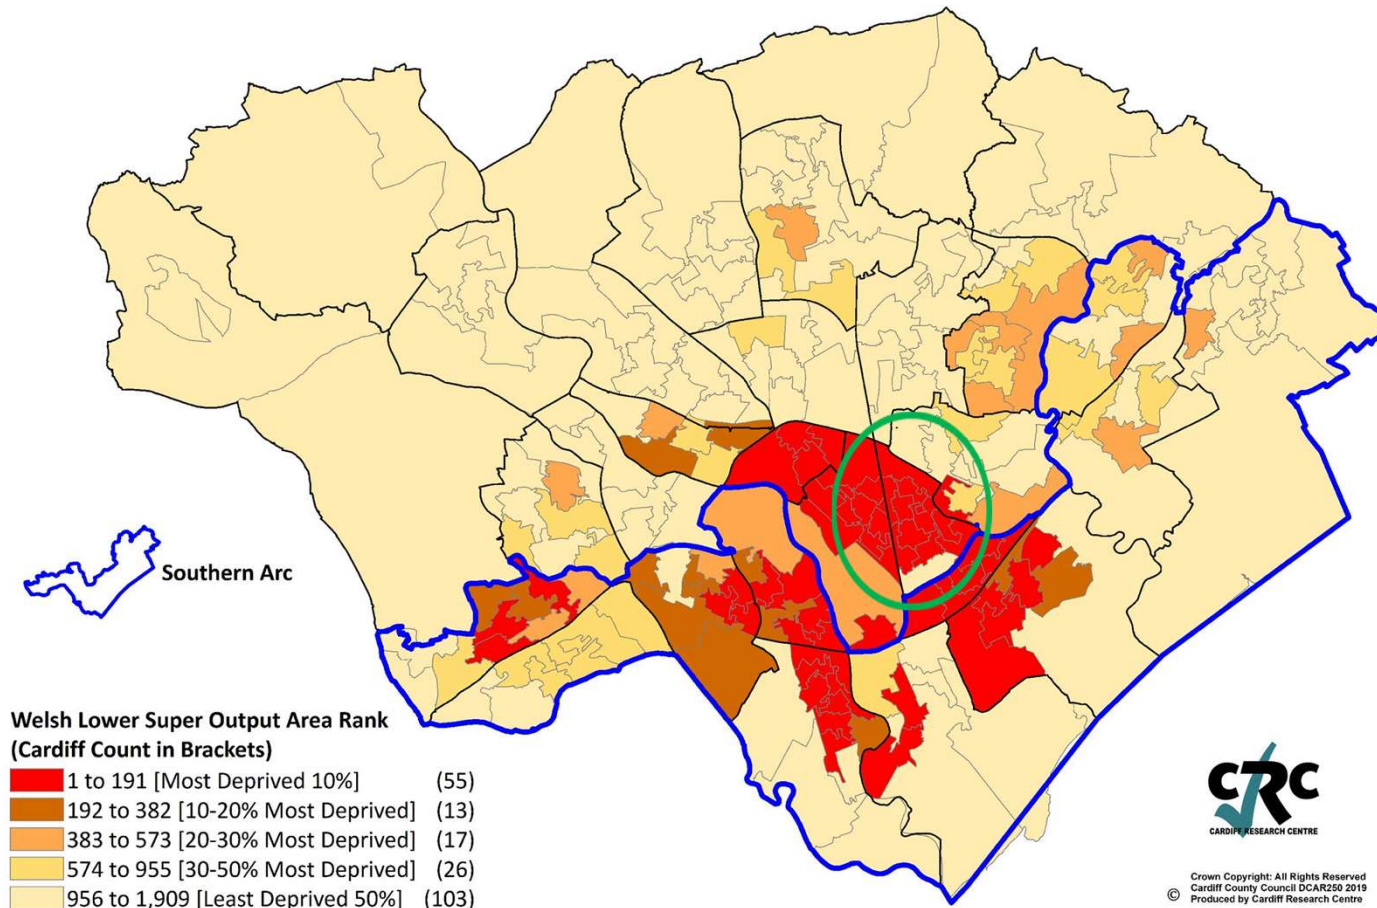 Southern Arc
Welsh Lower Super Output Area Rank
(Cardiff Count in Brackets)
1 to 191 [Most Deprived 10%] (55)
192 to 382 [10-20% Most Deprived] (13)
383 to 573 [20-30% Most Deprived] (17)
574 to 955 [30-50% Most Deprived] (26)
956 to 1,909 [Least Deprived 50%] (103)
CRC
CARDIFF RESEARCH CENTRE
Crown Copyright: All Rights Reserved
Cardiff County Council DCAR250 2019
© Produced by Cardiff Research Centre